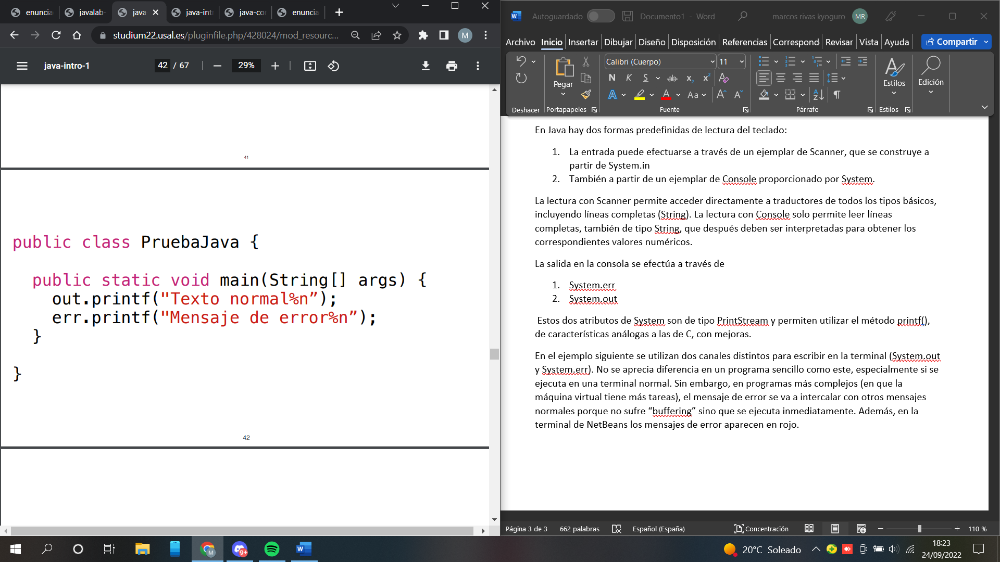 enuncia
javalab-
java
java-int
java-co
enuncia
studium22.usal.es/pluginfile.php/428024/mod_resourc...
M
java-intro-1
42 / 67
29%
41
public class PruebaJava {
public static void main(String[] args) {
out.printf("Texto normal%n”);
err.printf("Mensaje de error%n”);
}
}
42
Autoguardado
Documento1 - Word
marcos rivas kyoguro
MR
Archivo Inicio Insertar Dibujar Diseño Disposición Referencias Correspond Revisar Vista Ayuda
Compartir
Pegar
Calibri (Cuerpo)
11
N K S ab x₂ x²
A A Aa A A
Estilos
Edición
Deshacer
Portapapeles
Fuente
Párrafo
Estilos
En Java hay dos formas predefinidas de lectura del teclado:
1. La entrada puede efectuarse a través de un ejemplar de Scanner, que se construye a
partir de System.in
2. También a partir de un ejemplar de Console proporcionado por System.
La lectura con Scanner permite acceder directamente a traductores de todos los tipos básicos,
incluyendo líneas completas (String). La lectura con Console solo permite leer líneas
completas, también de tipo String, que después deben ser interpretadas para obtener los
correspondientes valores numéricos.
La salida en la consola se efectúa a través de
1. System.err
2. System.out
Estos dos atributos de System son de tipo PrintStream y permiten utilizar el método printf(),
de características análogas a las de C, con mejoras.
En el ejemplo siguiente se utilizan dos canales distintos para escribir en la terminal (System.out
y System.err). No se aprecia diferencia en un programa sencillo como este, especialmente si se
ejecuta en una terminal normal. Sin embargo, en programas más complejos (en que la
máquina virtual tiene más tareas), el mensaje de error se va a intercalar con otros mensajes
normales porque no sufre “buffering” sino que se ejecuta inmediatamente. Además, en la
terminal de NetBeans los mensajes de error aparecen en rojo.
Página 3 de 3
662 palabras
Español (España)
Concentración
110 %
9+
20°C Soleado
18:23
24/09/2022